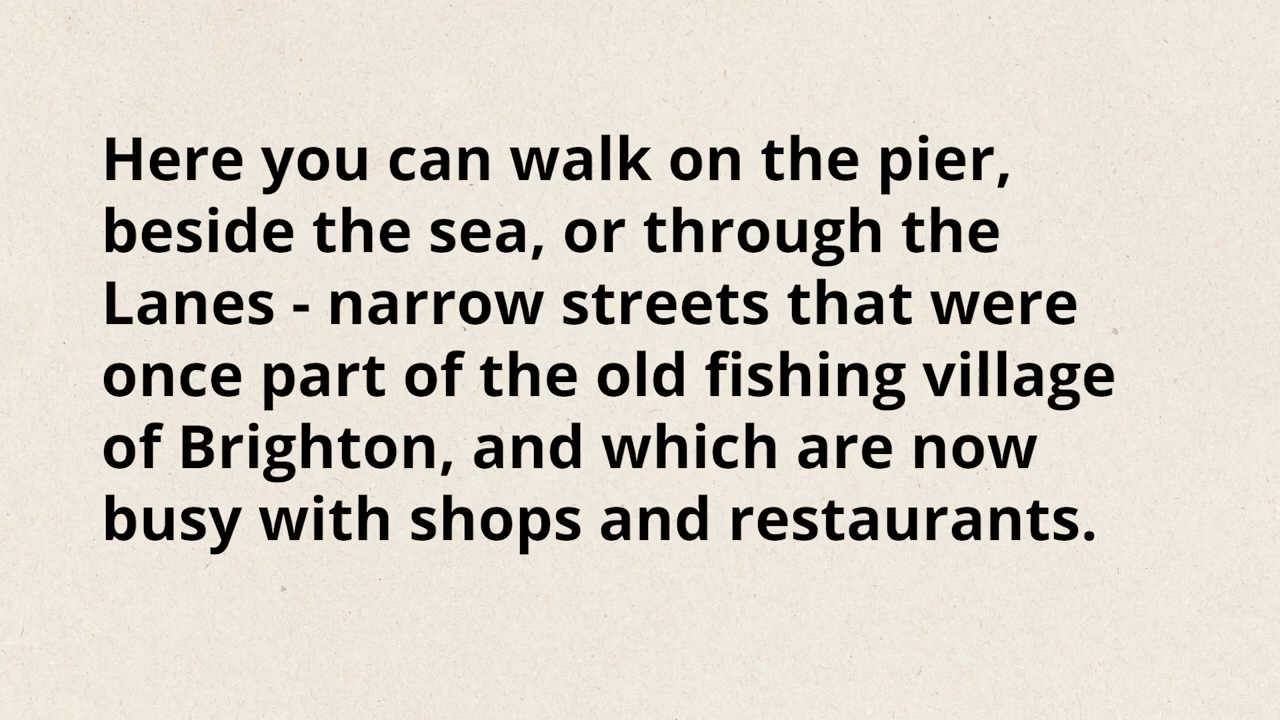 Here you can walk on the pier,
beside the sea, or through the
Lanes - narrow streets that were
once part of the old fishing village
of Brighton, and which are now
busy with shops and restaurants.